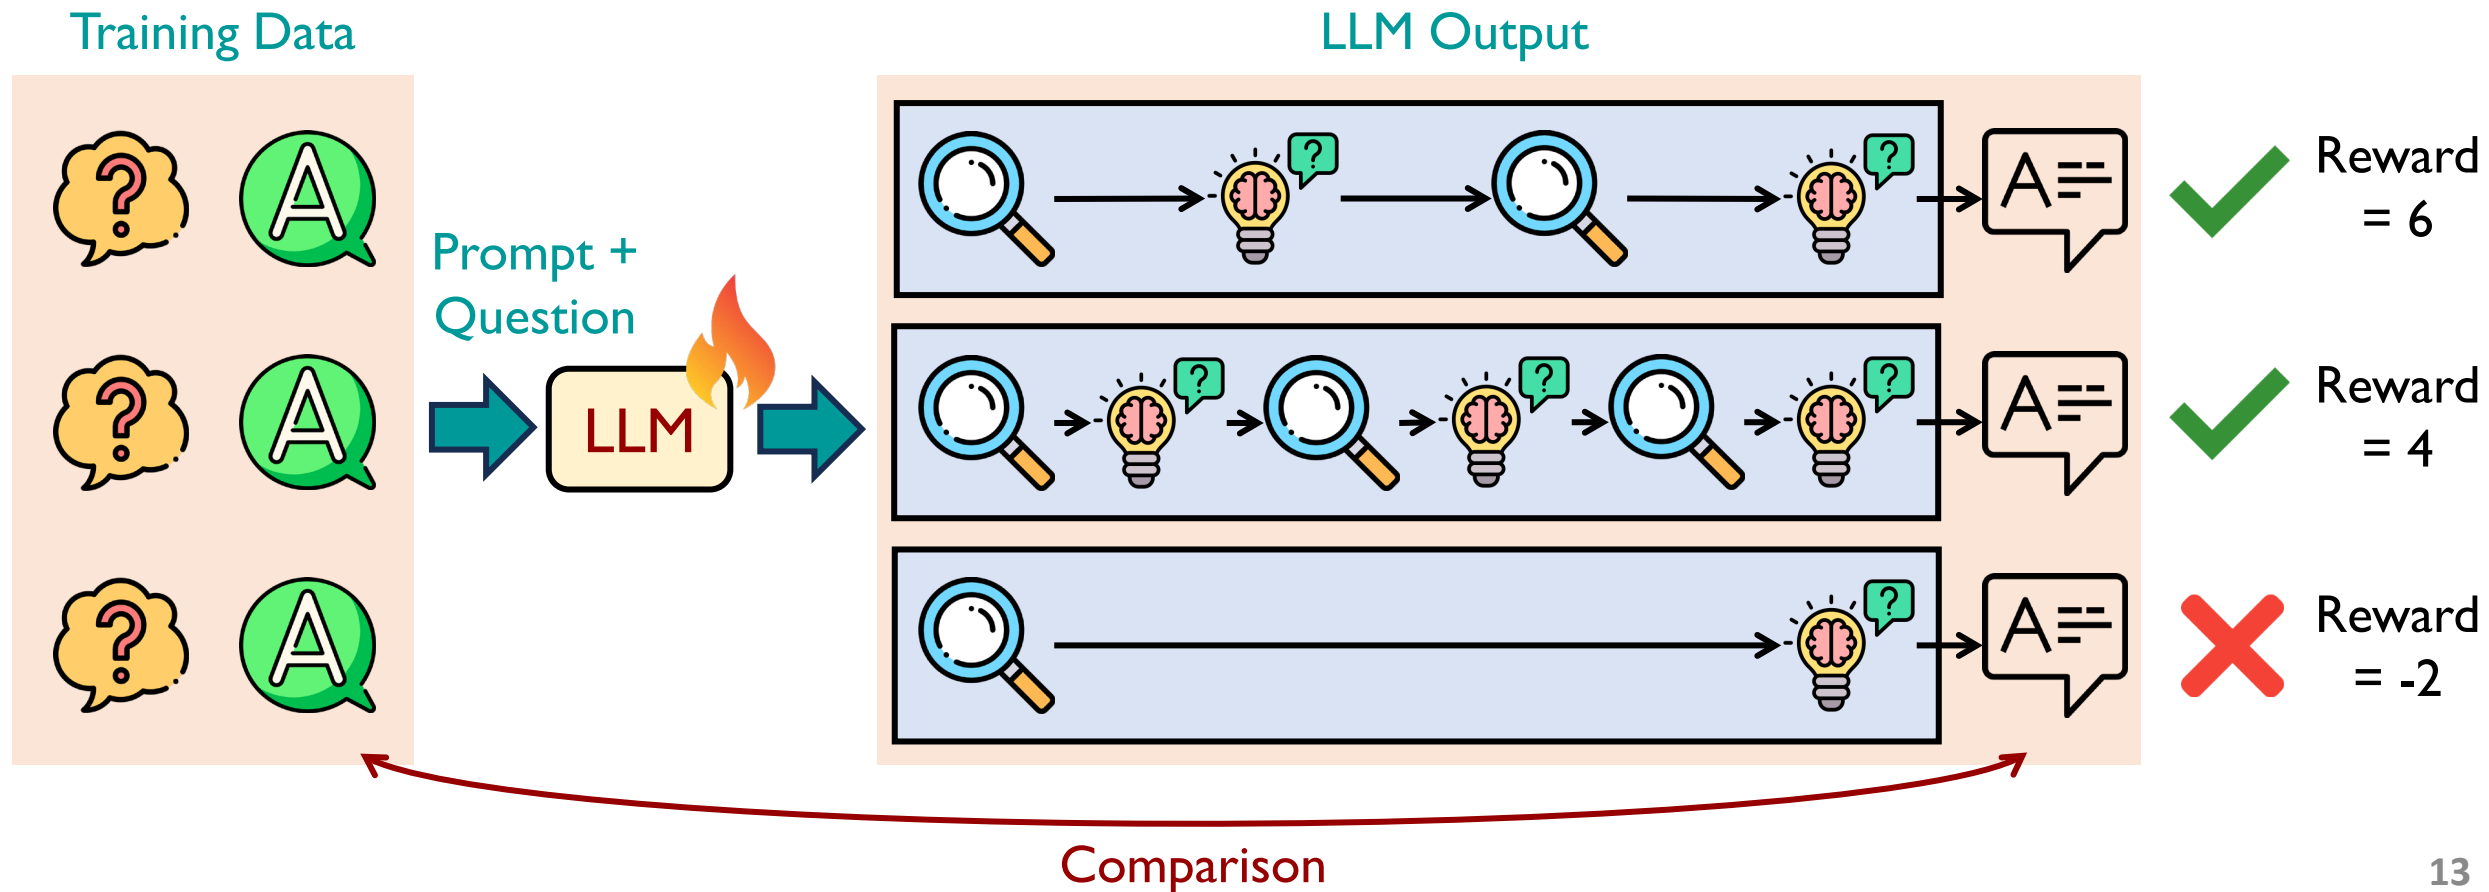 Training Data
LLM Output
?
A
?
?
A
Reward
= 6
Prompt +
Question
LLM
?
A
?
?
?
A
Reward
= 4
?
A
?
A
Reward
= -2
Comparison
13